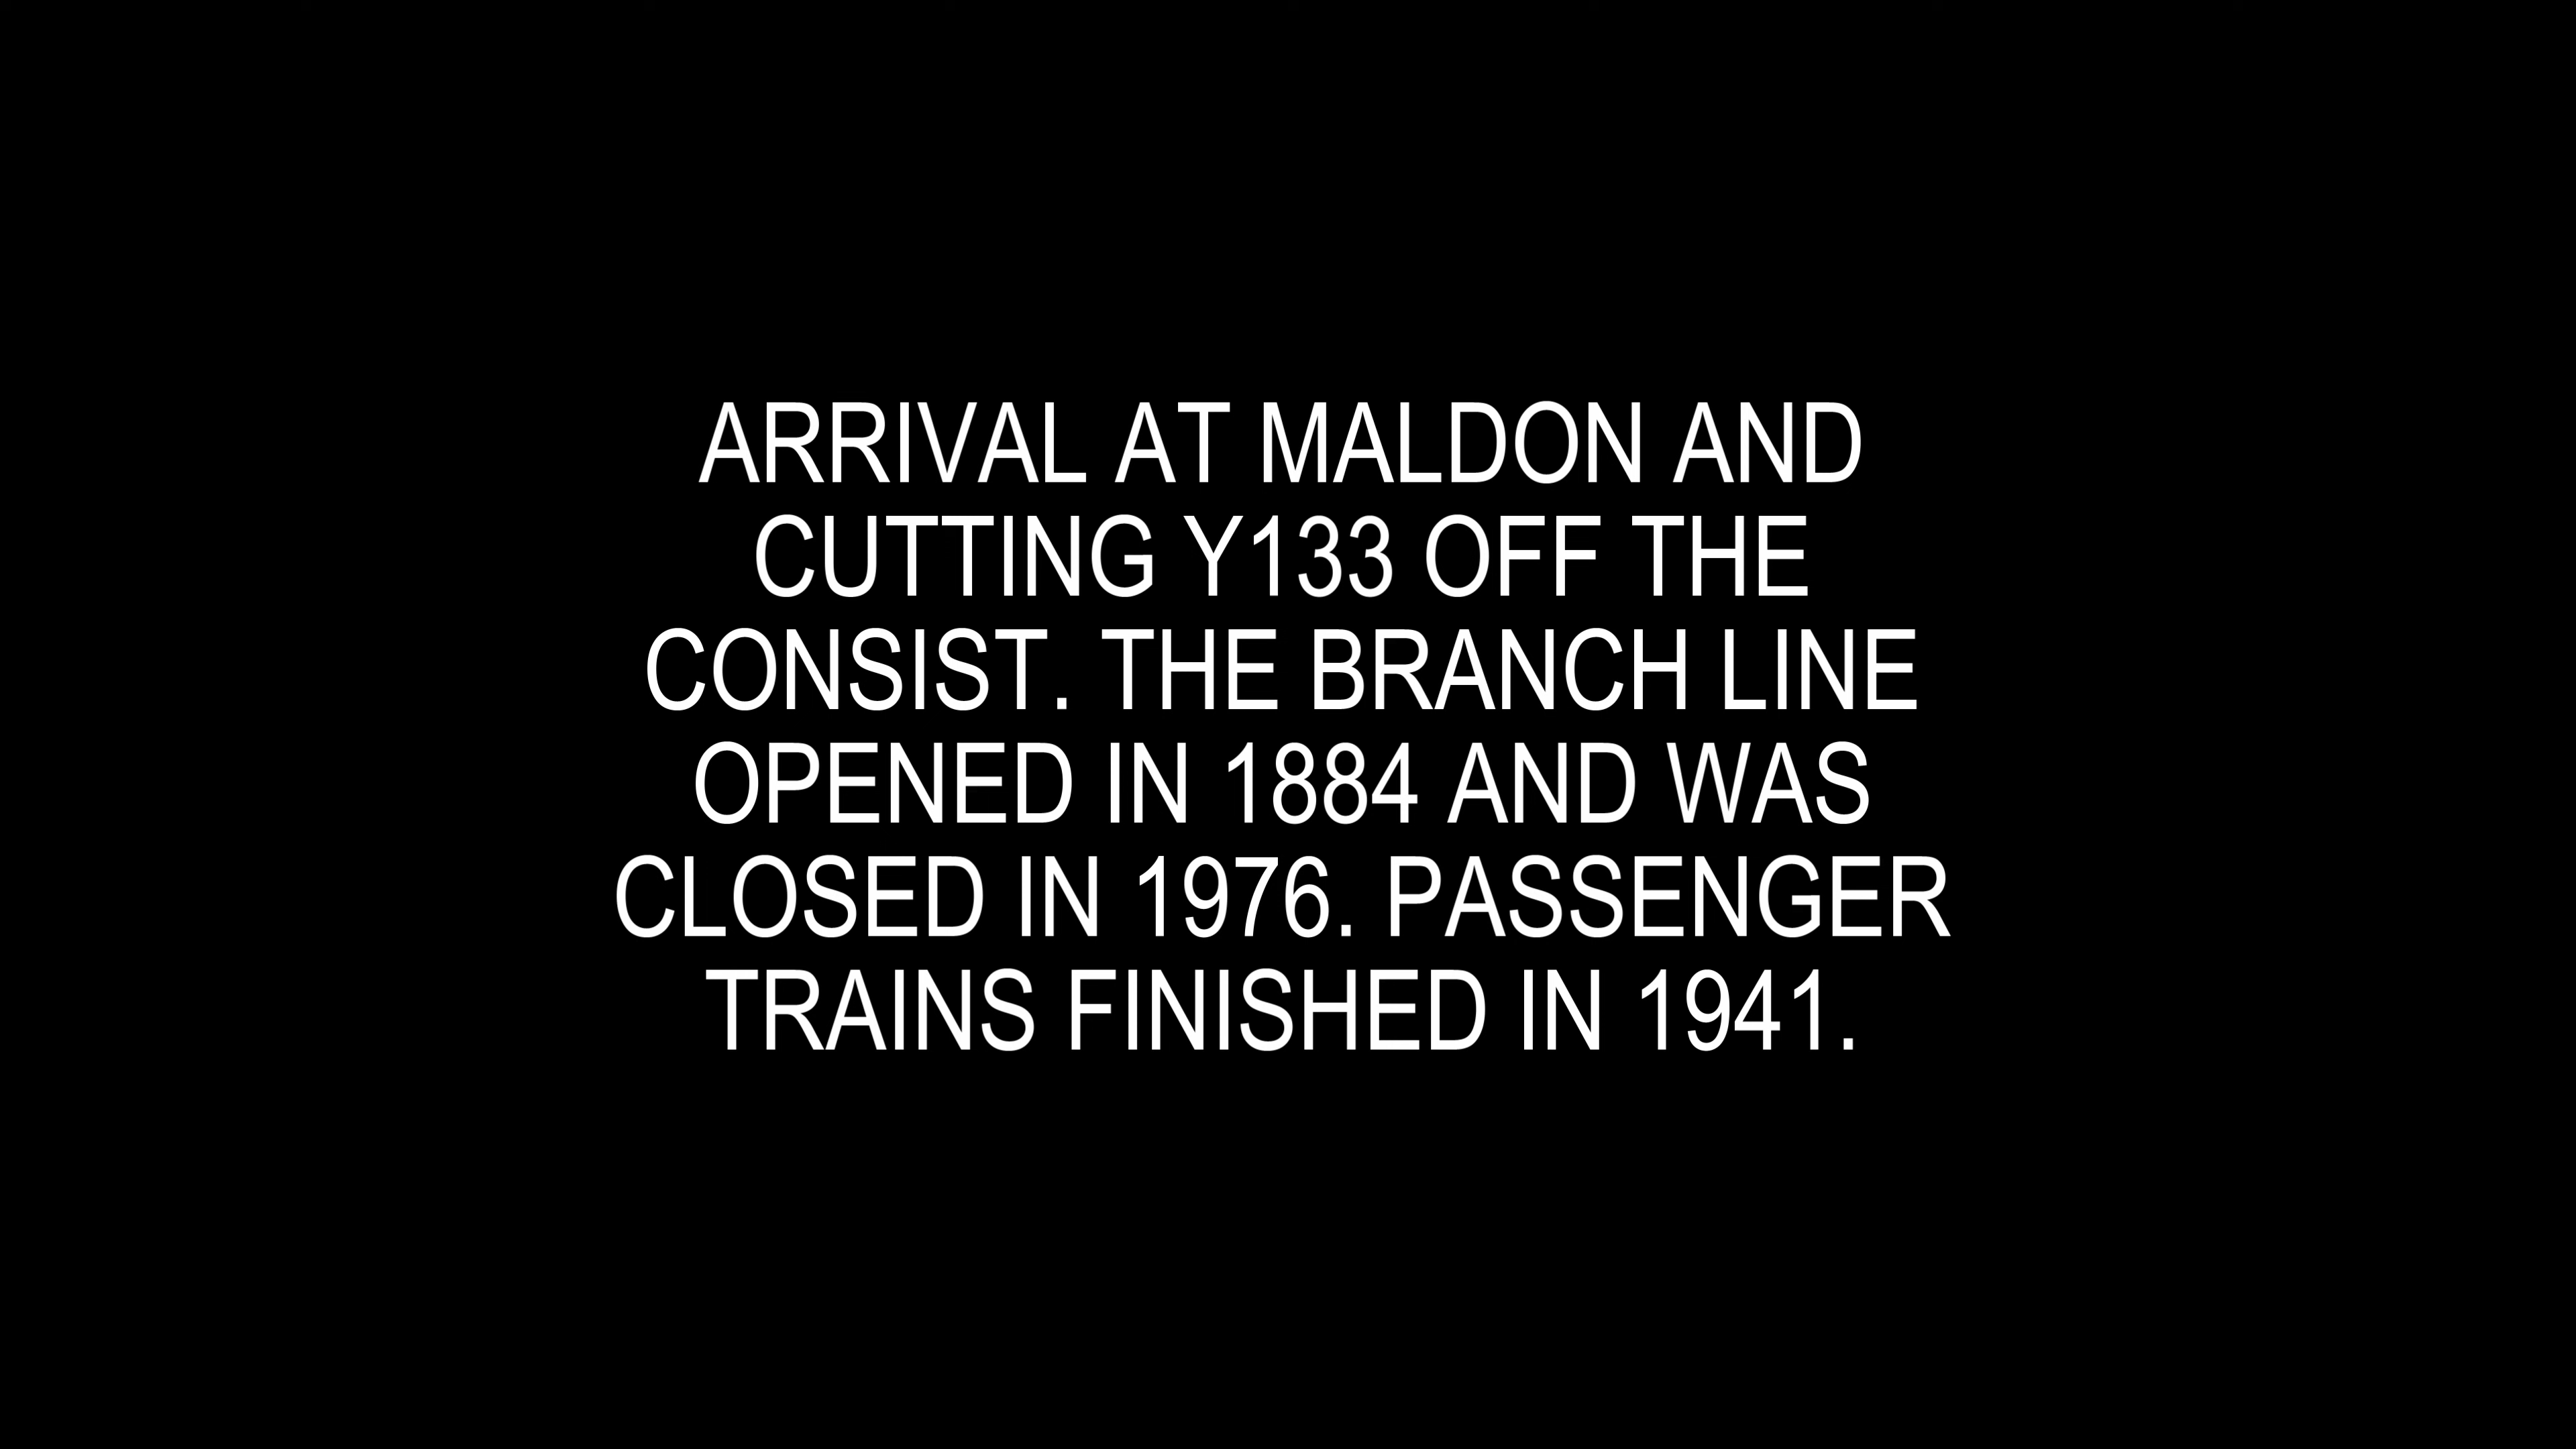 ARRIVAL AT MALDON AND
CUTTING Y133 OFF THE
CONSIST. THE BRANCH LINE
OPENED IN 1884 AND WAS
CLOSED IN 1976. PASSENGER
TRAINS FINISHED IN 1941.